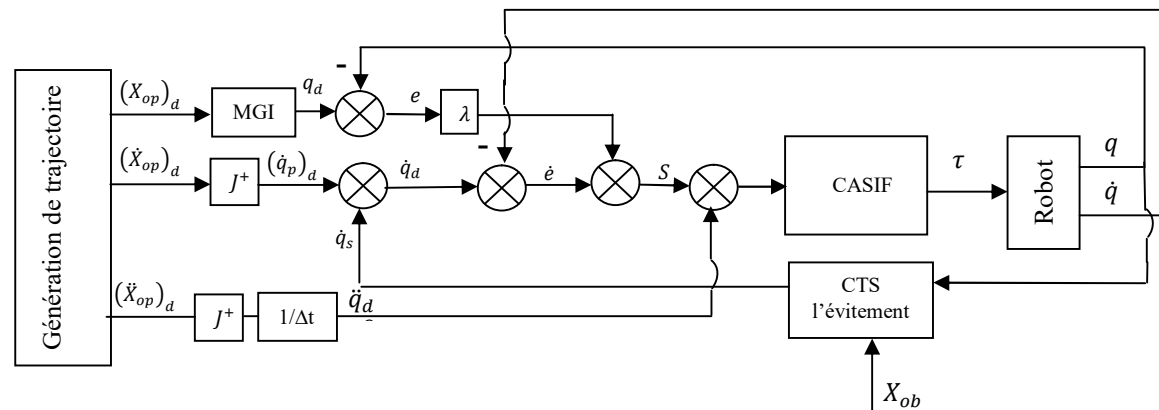 Génération de trajectoire
(X_op)_d
MGI
q_d
−
e
λ
(Ẋ_op)_d
J⁺
(q̇_p)_d
q̇_d
−
ė
S
CASIF
τ
Robot
q
q̇
q̇_s
(Ẍ_op)_d
J⁺
1/Δt
q̈_d
CTS
l’évitement
X_ob